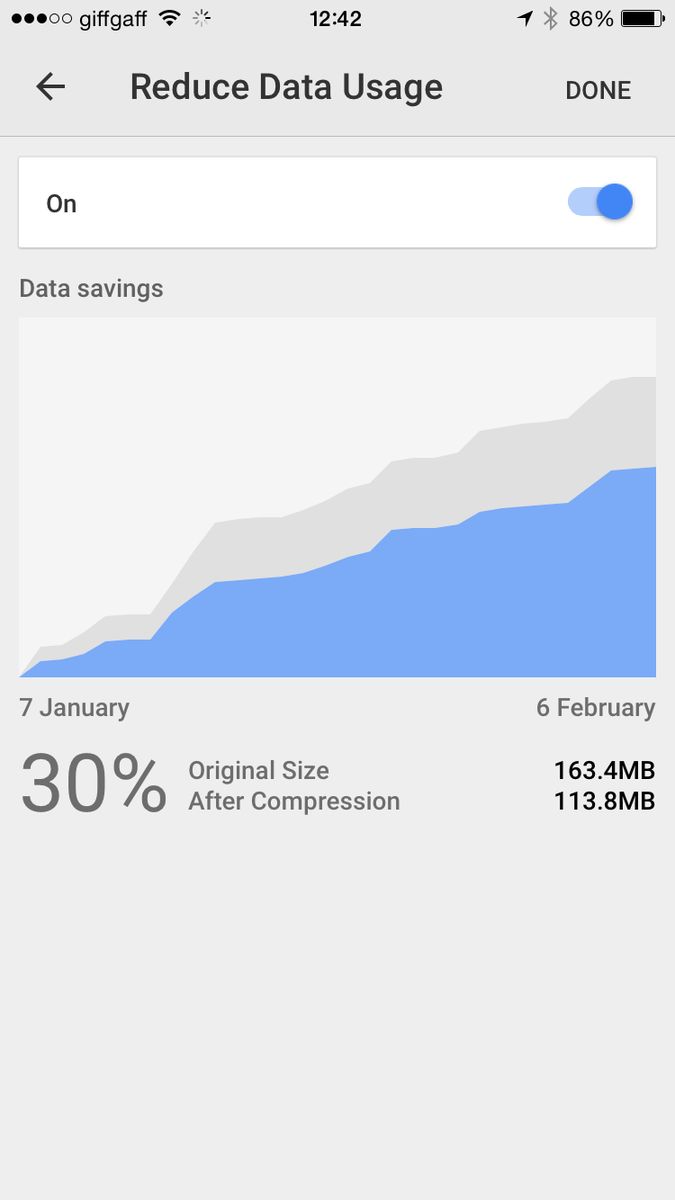 giffgaff 12:42 86%
Reduce Data Usage DONE
On
Data savings
7 January 6 February
30% Original Size 163.4MB
After Compression 113.8MB